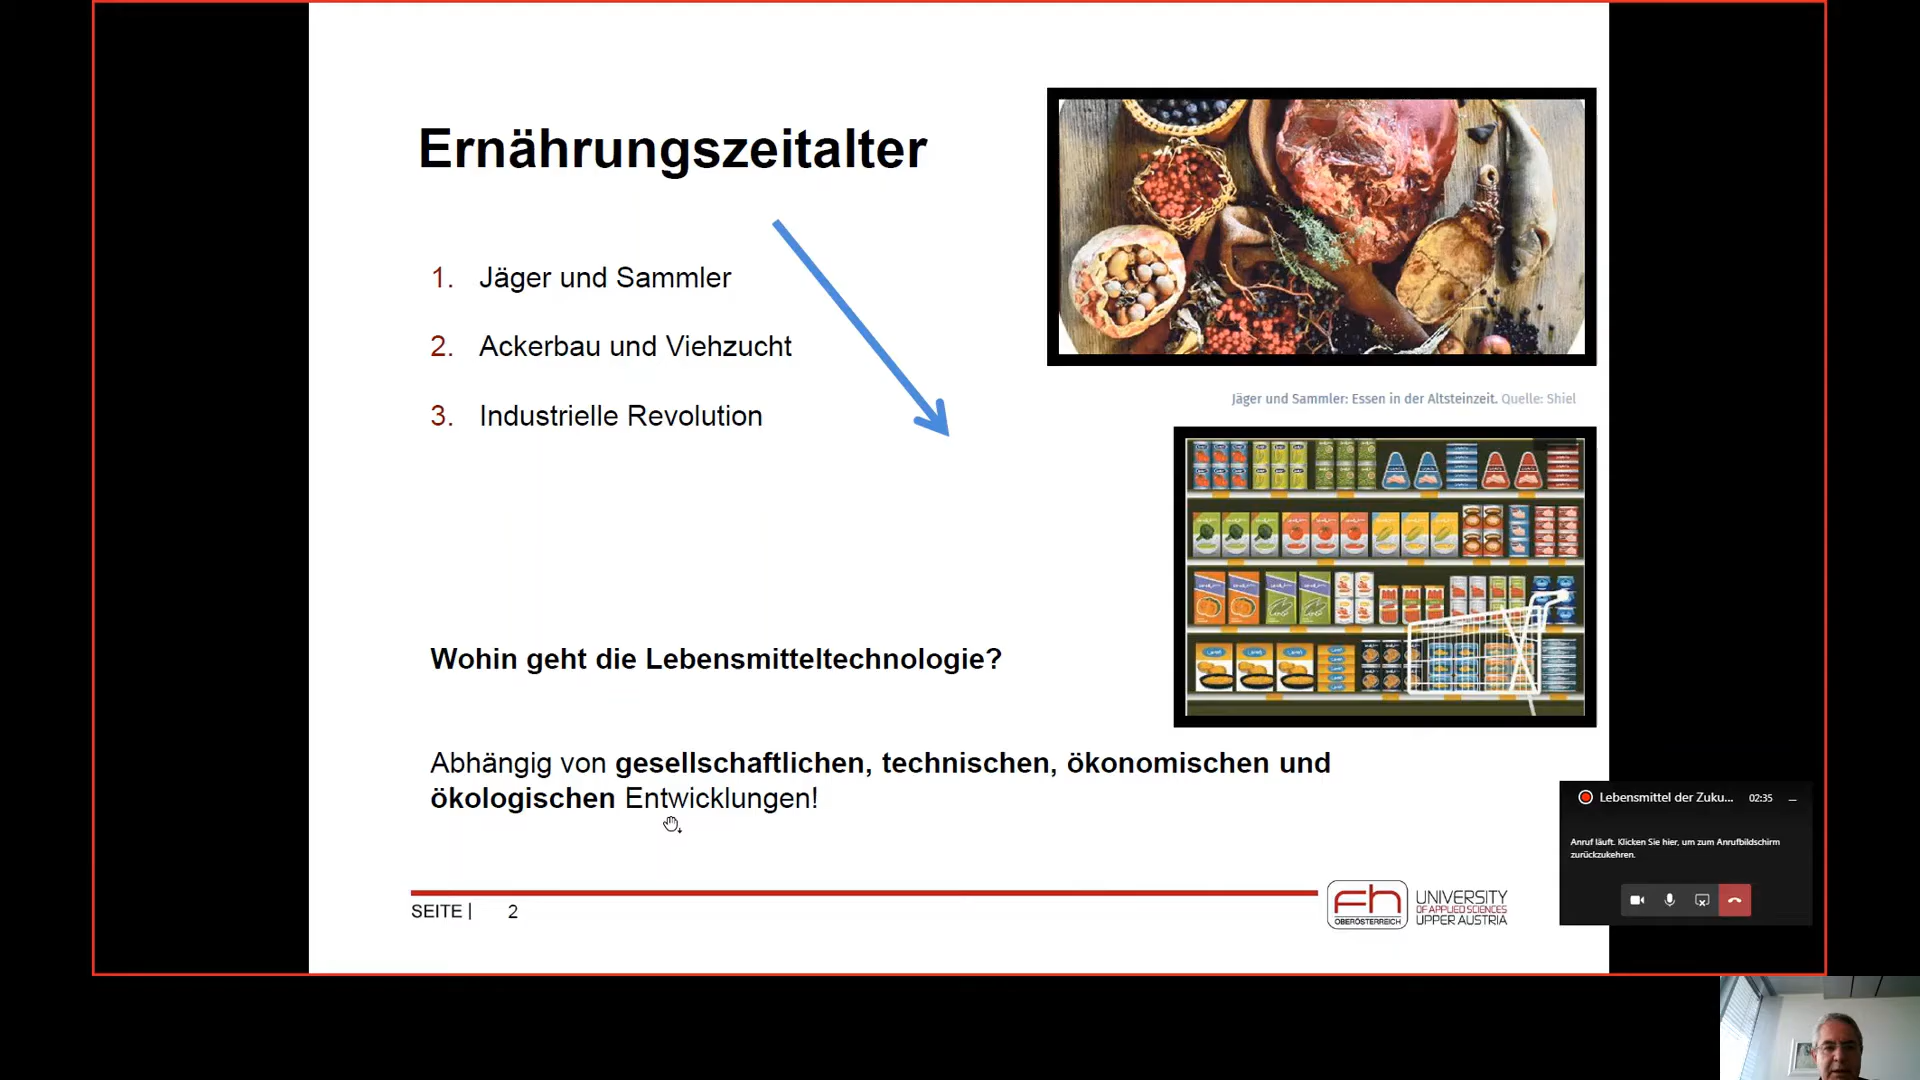 Ernährungszeitalter
1. Jäger und Sammler
2. Ackerbau und Viehzucht
3. Industrielle Revolution
Jäger und Sammler: Essen in der Altsteinzeit. Quelle: Shiel
Wohin geht die Lebensmitteltechnologie?
Abhängig von gesellschaftlichen, technischen, ökonomischen und
ökologischen Entwicklungen!
SEITE | 2
fh
OBERÖSTERREICH
UNIVERSITY
OF APPLIED SCIENCES
UPPER AUSTRIA
Lebensmittel der Zuku... 02:35
Anruf läuft. Klicken Sie hier, um zum Anrufbildschirm
zurückzukehren.